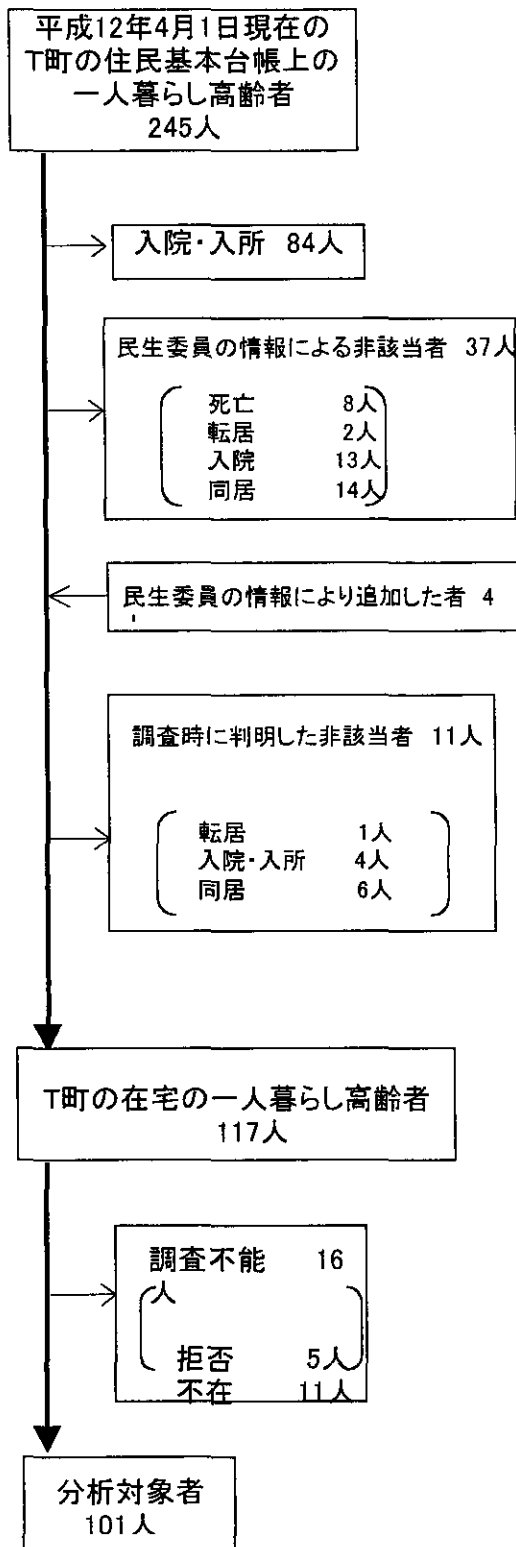 平成12年4月1日現在の
T町の住民基本台帳上の
一人暮らし高齢者
245人
入院・入所 84人
民生委員の情報による非該当者 37人
死亡 8人
転居 2人
入院 13人
同居 14人
民生委員の情報により追加した者 4
調査時に判明した非該当者 11人
転居 1人
入院・入所 4人
同居 6人
T町の在宅の一人暮らし高齢者
117人
調査不能 16
人
拒否 5人
不在 11人
分析対象者
101人